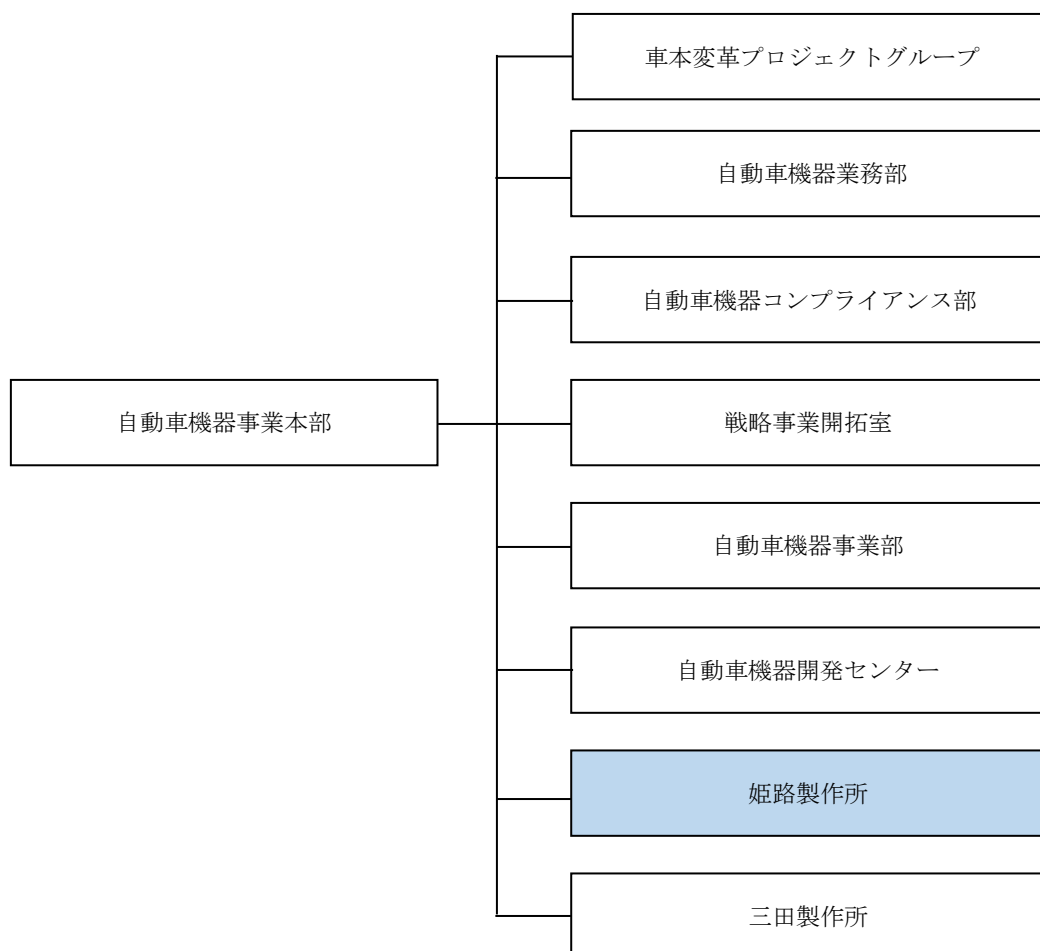 車本変革プロジェクトグループ
自動車機器業務部
自動車機器コンプライアンス部
自動車機器事業本部
戦略事業開拓室
自動車機器事業部
自動車機器開発センター
姫路製作所
三田製作所